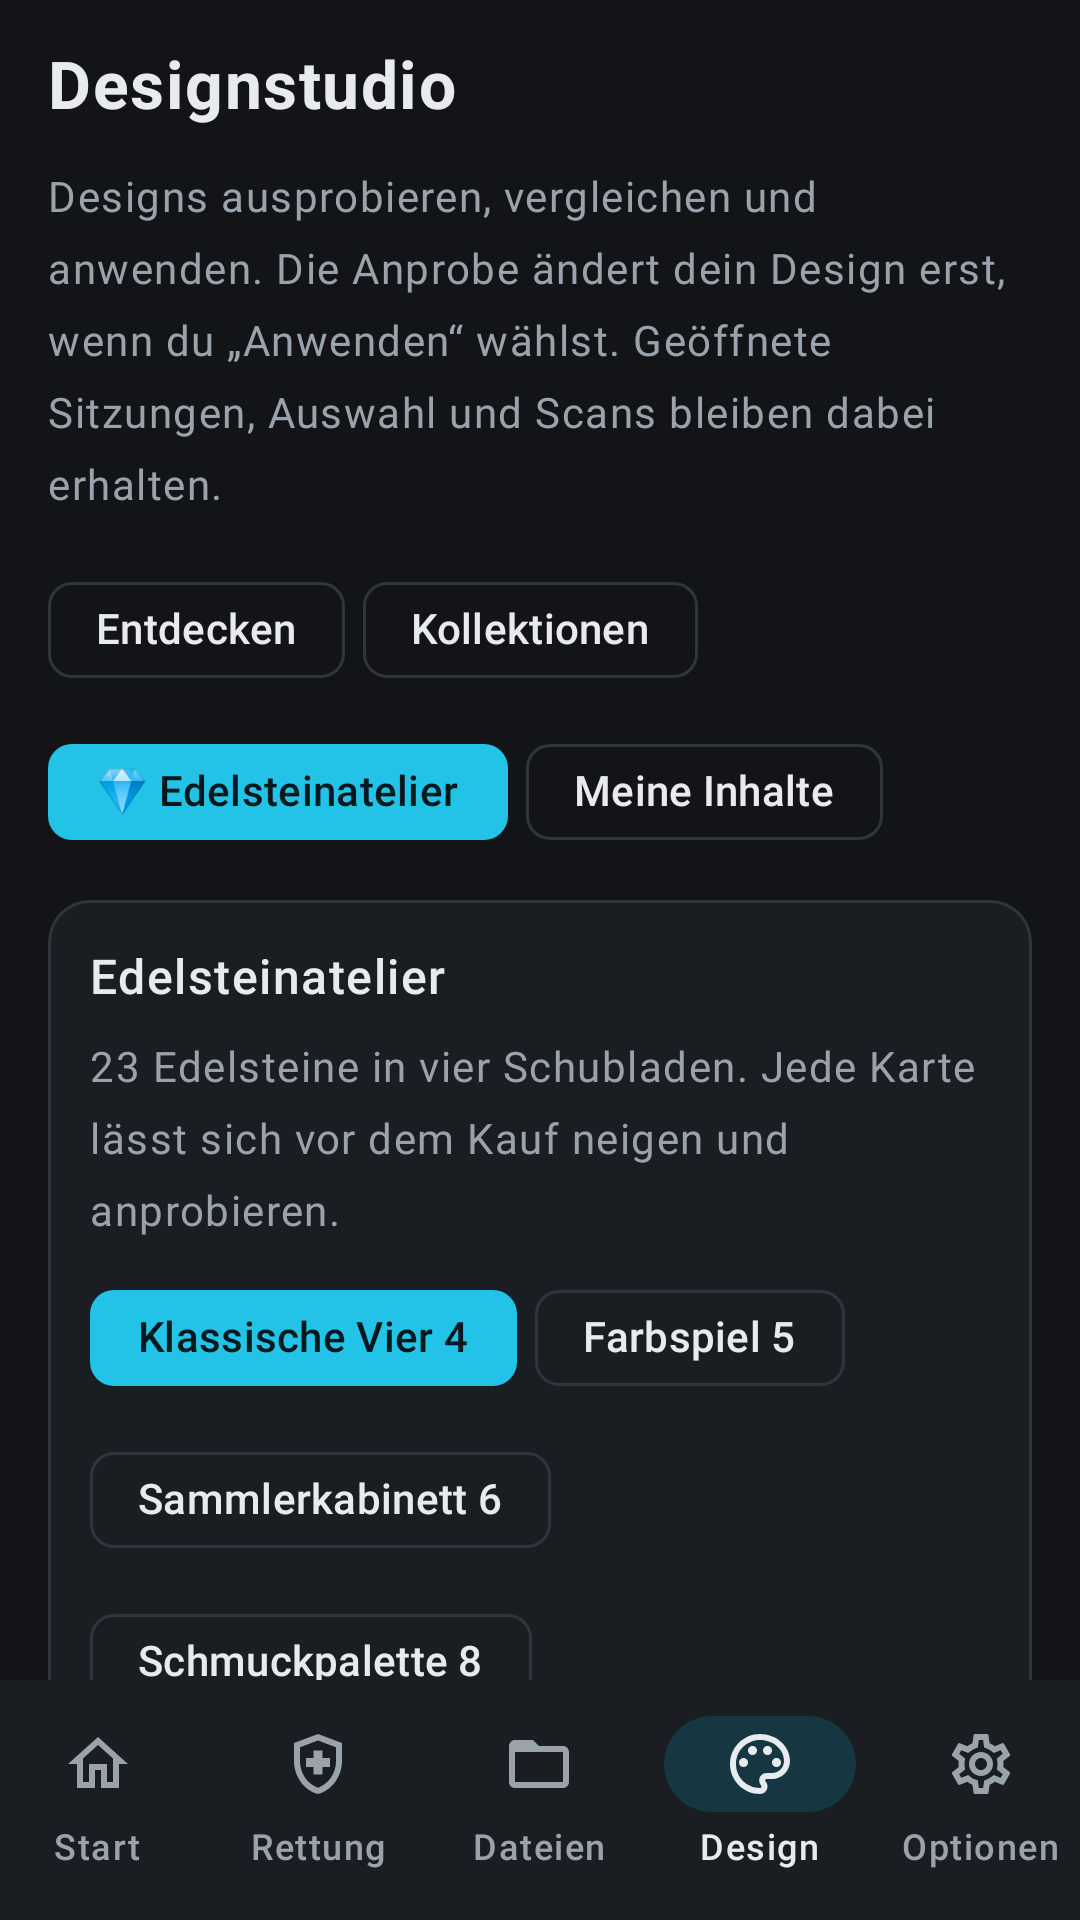 Designstudio
Designs ausprobieren, vergleichen und
anwenden. Die Anprobe ändert dein Design erst,
wenn du „Anwenden“ wählst. Geöffnete
Sitzungen, Auswahl und Scans bleiben dabei
erhalten.
Entdecken
Kollektionen
💎 Edelsteinatelier
Meine Inhalte
Edelsteinatelier
23 Edelsteine in vier Schubladen. Jede Karte
lässt sich vor dem Kauf neigen und
anprobieren.
Klassische Vier 4
Farbspiel 5
Sammlerkabinett 6
Schmuckpalette 8
Start
Rettung
Dateien
Design
Optionen